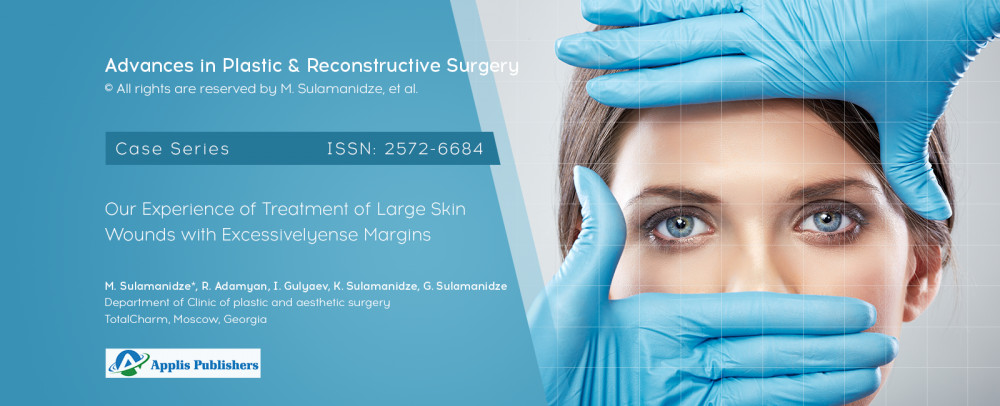 Advances in Plastic & Reconstructive Surgery
© All rights are reserved by M. Sulamanidze, et al.
Case Series ISSN: 2572-6684
Our Experience of Treatment of Large Skin
Wounds with Excessivelyense Margins
M. Sulamanidze*, R. Adamyan, I. Gulyaev, K. Sulamanidze, G. Sulamanidze
Department of Clinic of plastic and aesthetic surgery
TotalCharm, Moscow, Georgia
Applis Publishers